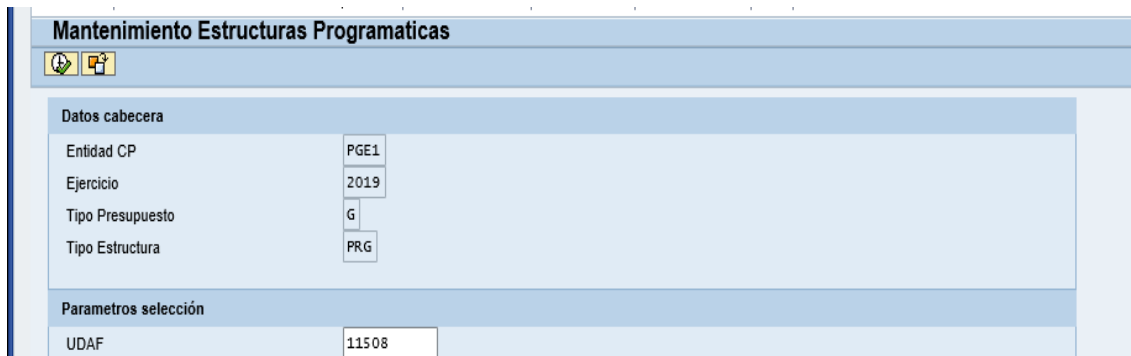 Mantenimiento Estructuras Programaticas
Datos cabecera
Entidad CP PGE1
Ejercicio 2019
Tipo Presupuesto G
Tipo Estructura PRG
Parametros selección
UDAF 11508